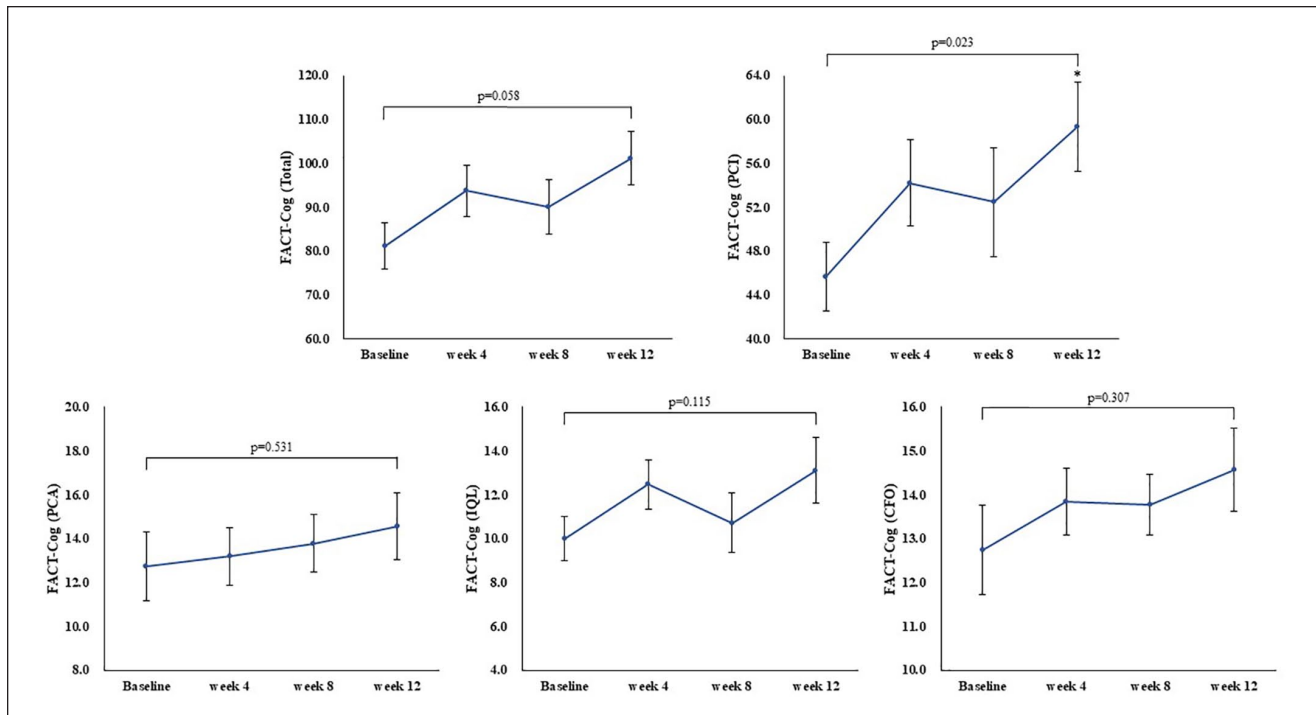 p=0.058
120.0
110.0
100.0
90.0
80.0
70.0
60.0
FACT-Cog (Total)
Baseline week 4 week 8 week 12
p=0.023
*
64.0
60.0
56.0
52.0
48.0
44.0
40.0
FACT-Cog (PCI)
Baseline week 4 week 8 week 12
p=0.531
20.0
18.0
16.0
14.0
12.0
10.0
8.0
FACT-Cog (PCA)
Baseline week 4 week 8 week 12
p=0.115
16.0
14.0
12.0
10.0
8.0
6.0
4.0
FACT-Cog (IQL)
Baseline week 4 week 8 week 12
p=0.307
16.0
15.0
14.0
13.0
12.0
11.0
10.0
FACT-Cog (CFO)
Baseline week 4 week 8 week 12